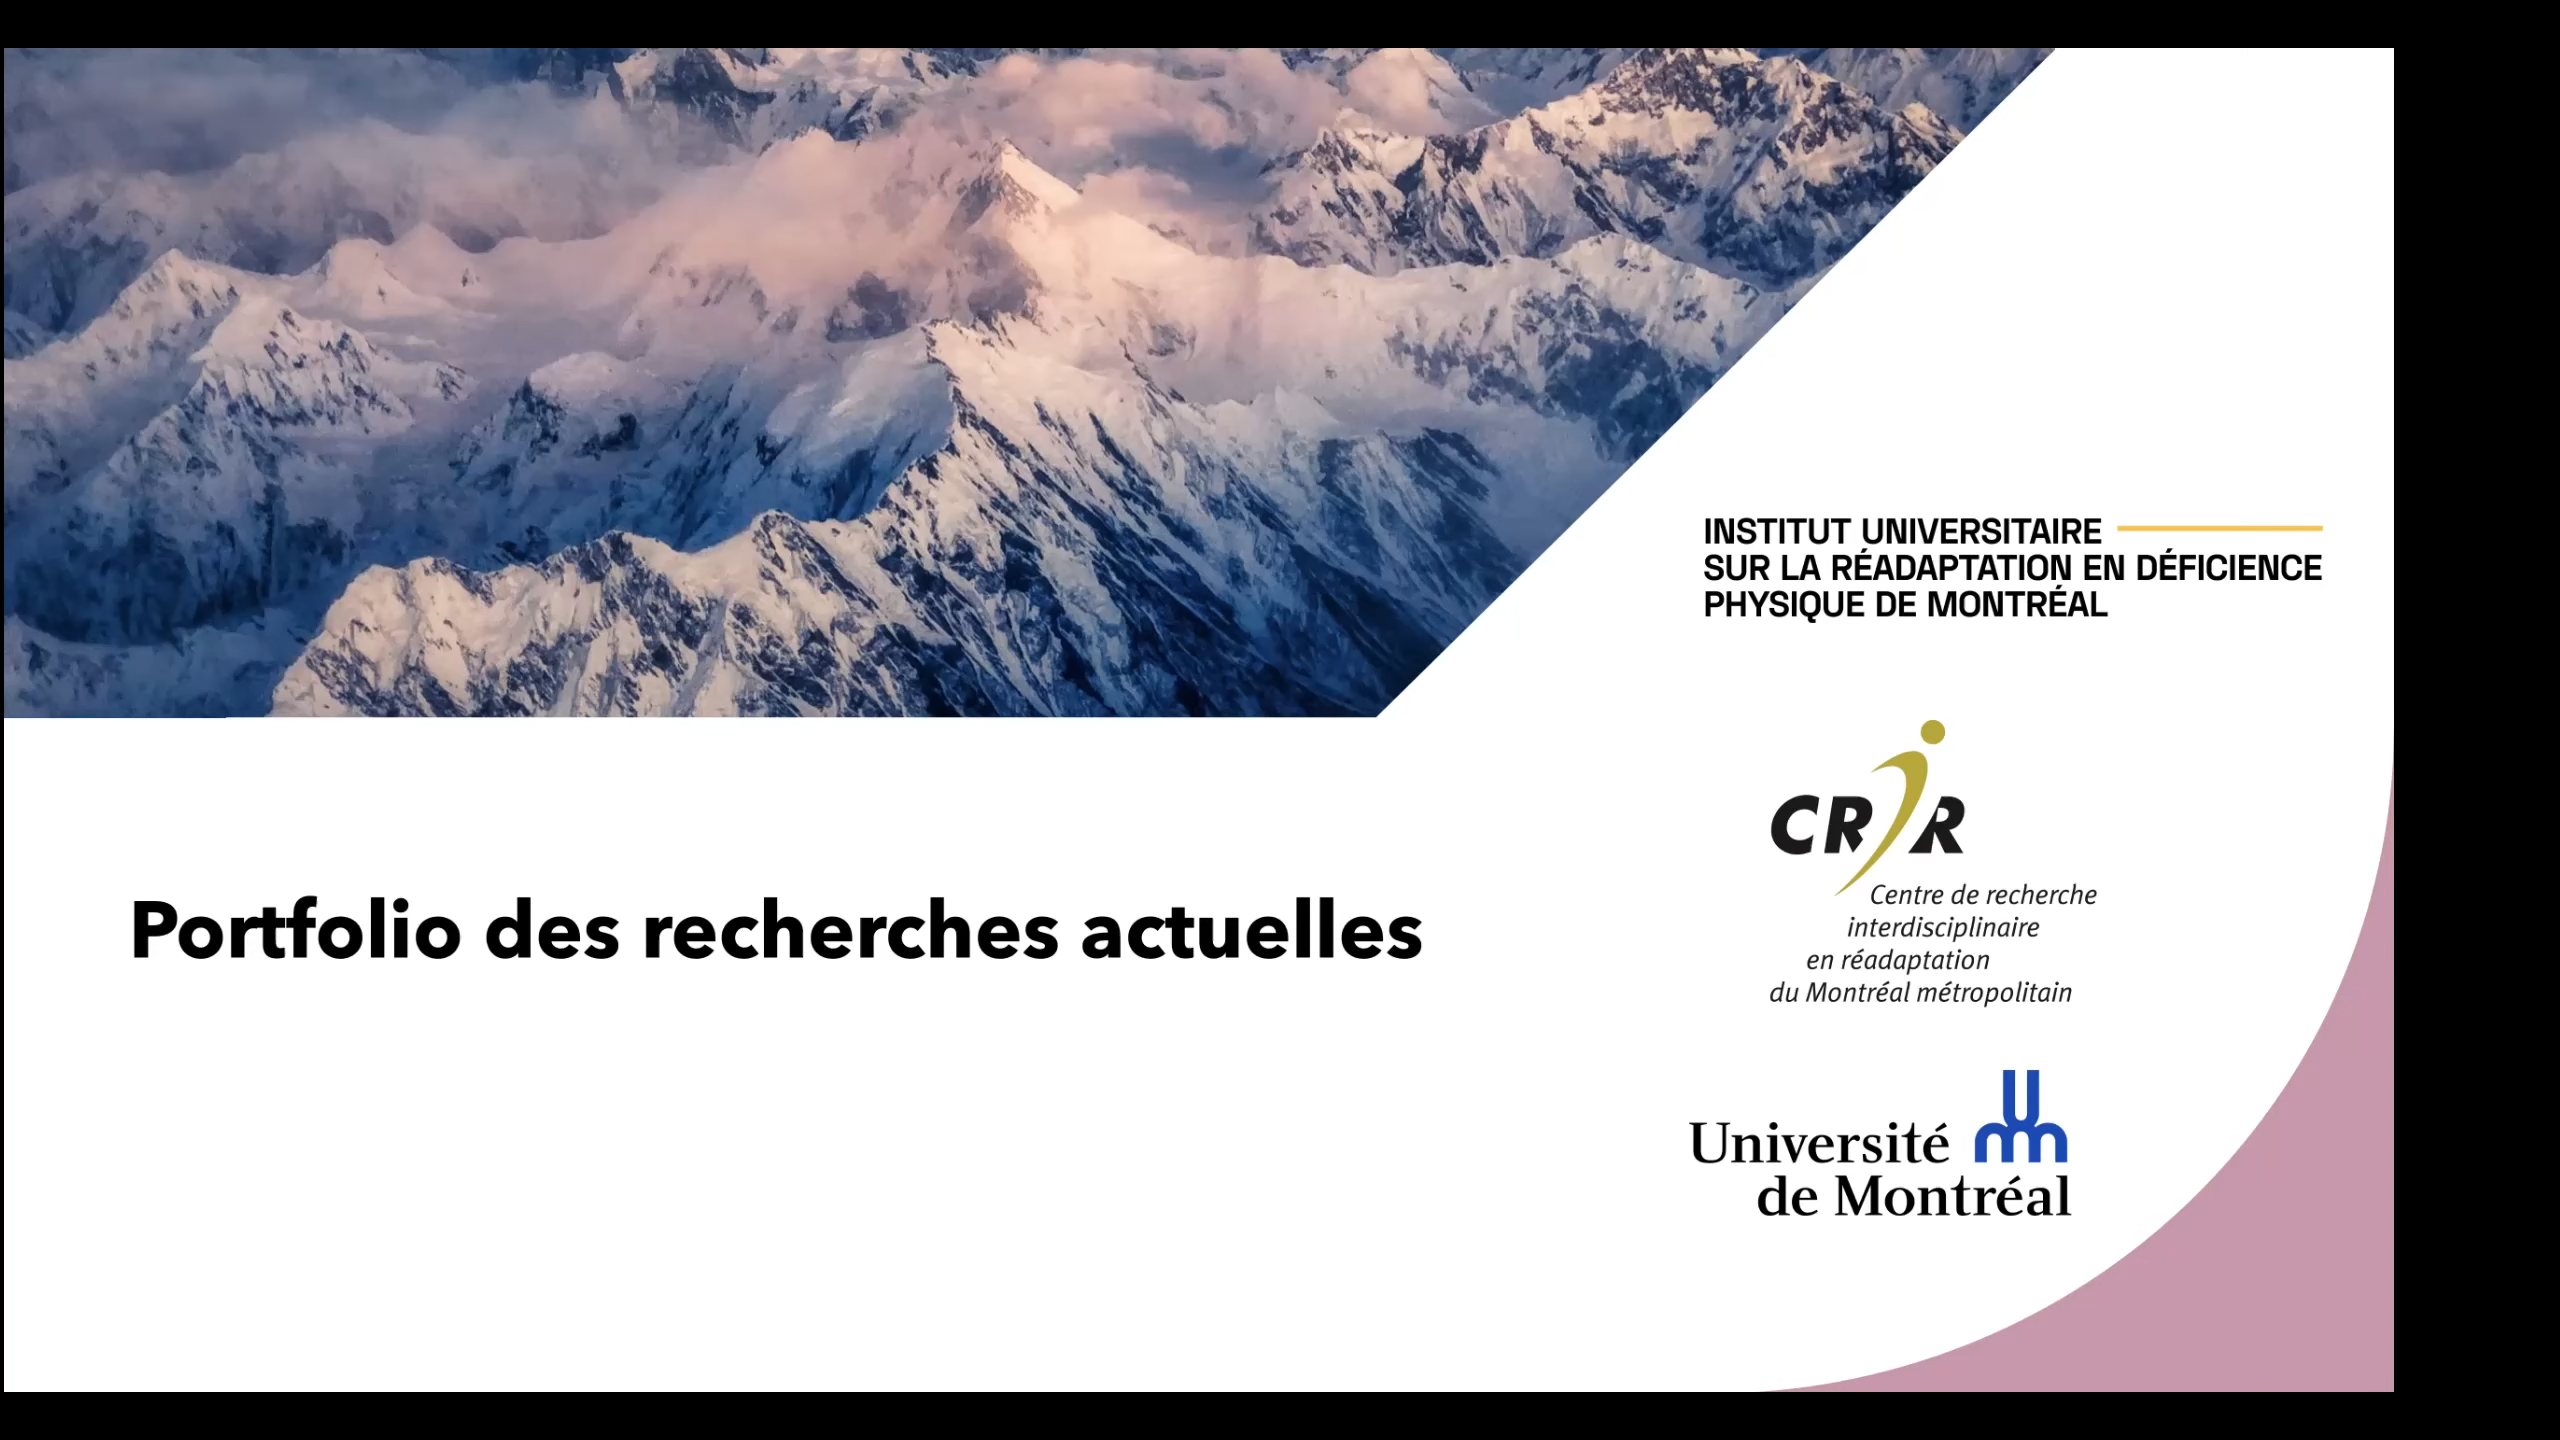 INSTITUT UNIVERSITAIRE
SUR LA RÉADAPTATION EN DÉFICIENCE
PHYSIQUE DE MONTRÉAL
CRIR
Centre de recherche
interdisciplinaire
en réadaptation
du Montréal métropolitain
Portfolio des recherches actuelles
Université
de Montréal